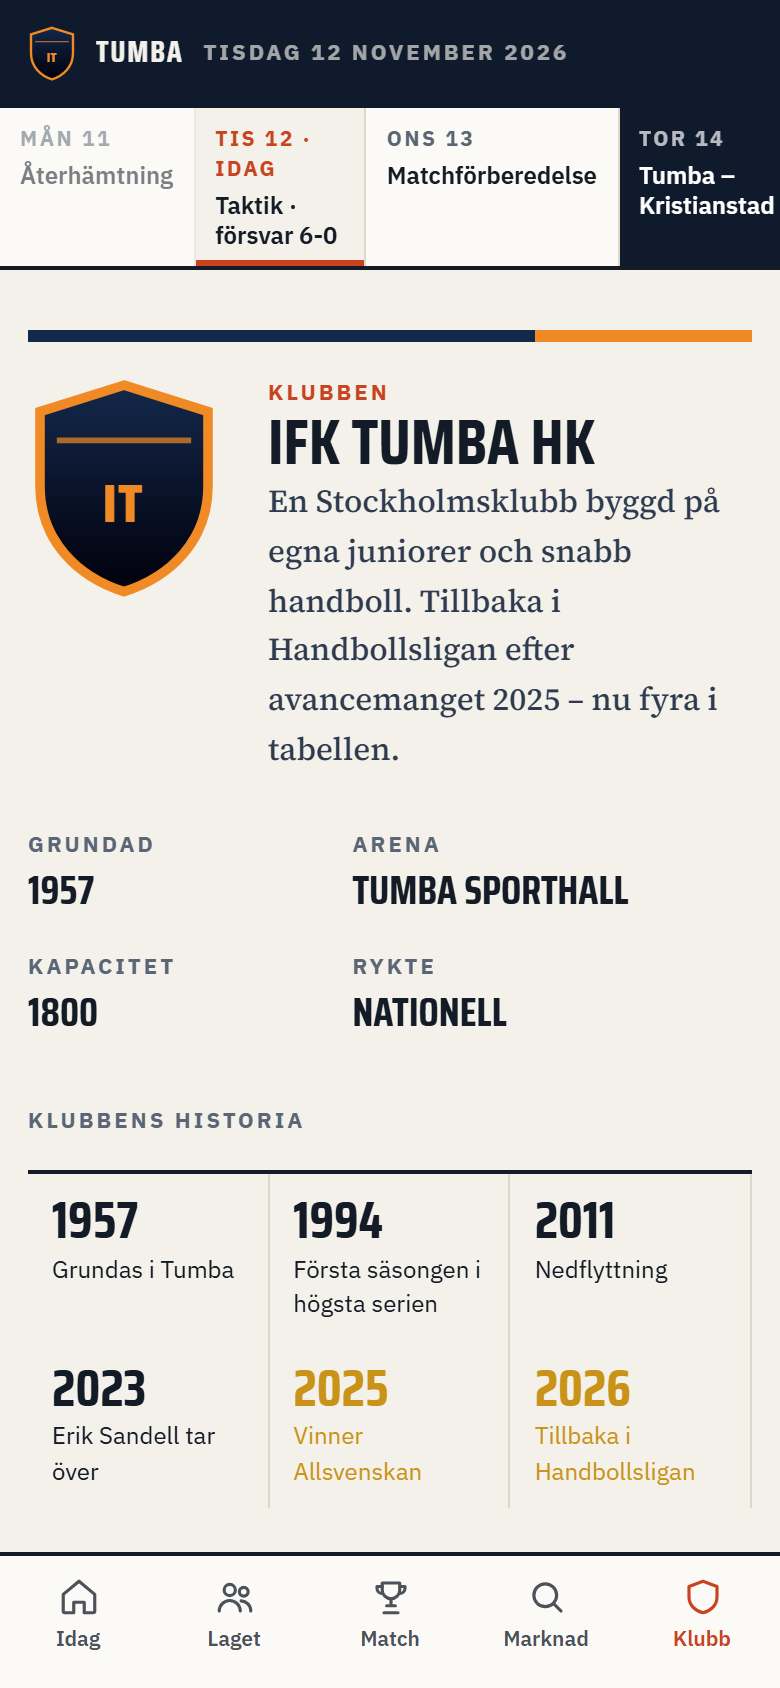 IT
TUMBA TISDAG 12 NOVEMBER 2026
MÅN 11
Återhämtning
TIS 12 ·
IDAG
Taktik ·
försvar 6-0
ONS 13
Matchförberedelse
TOR 14
Tumba –
Kristianstad
IT
KLUBBEN
IFK TUMBA HK
En Stockholmsklubb byggd på
egna juniorer och snabb
handboll. Tillbaka i
Handbollsligan efter
avancemanget 2025 – nu fyra i
tabellen.
GRUNDAD
1957
ARENA
TUMBA SPORTHALL
KAPACITET
1800
RYKTE
NATIONELL
KLUBBENS HISTORIA
1957
Grundas i Tumba
1994
Första säsongen i
högsta serien
2011
Nedflyttning
2023
Erik Sandell tar
över
2025
Vinner
Allsvenskan
2026
Tillbaka i
Handbollsligan
Idag
Laget
Match
Marknad
Klubb